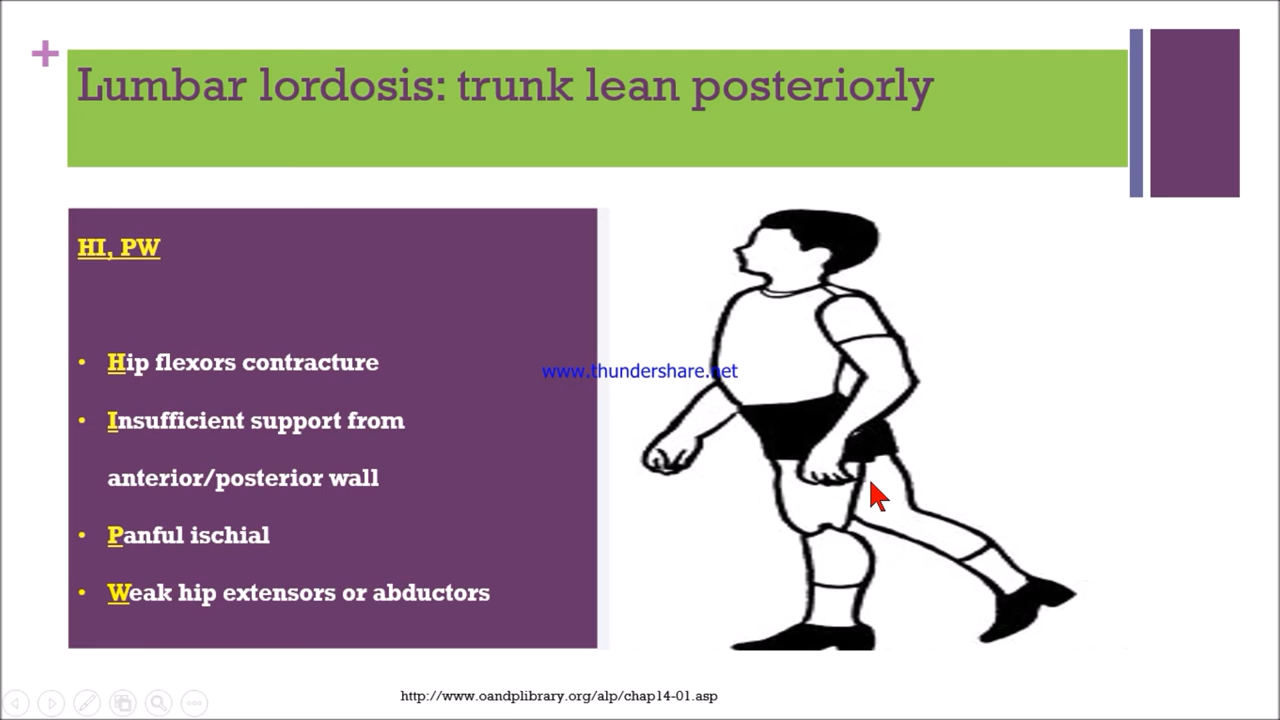 +
Lumbar lordosis: trunk lean posteriorly
HI, PW
• Hip flexors contracture
• Insufficient support from
anterior/posterior wall
• Panful ischial
• Weak hip extensors or abductors
www.thundershare.net
http://www.oandplibrary.org/alp/chap14-01.asp